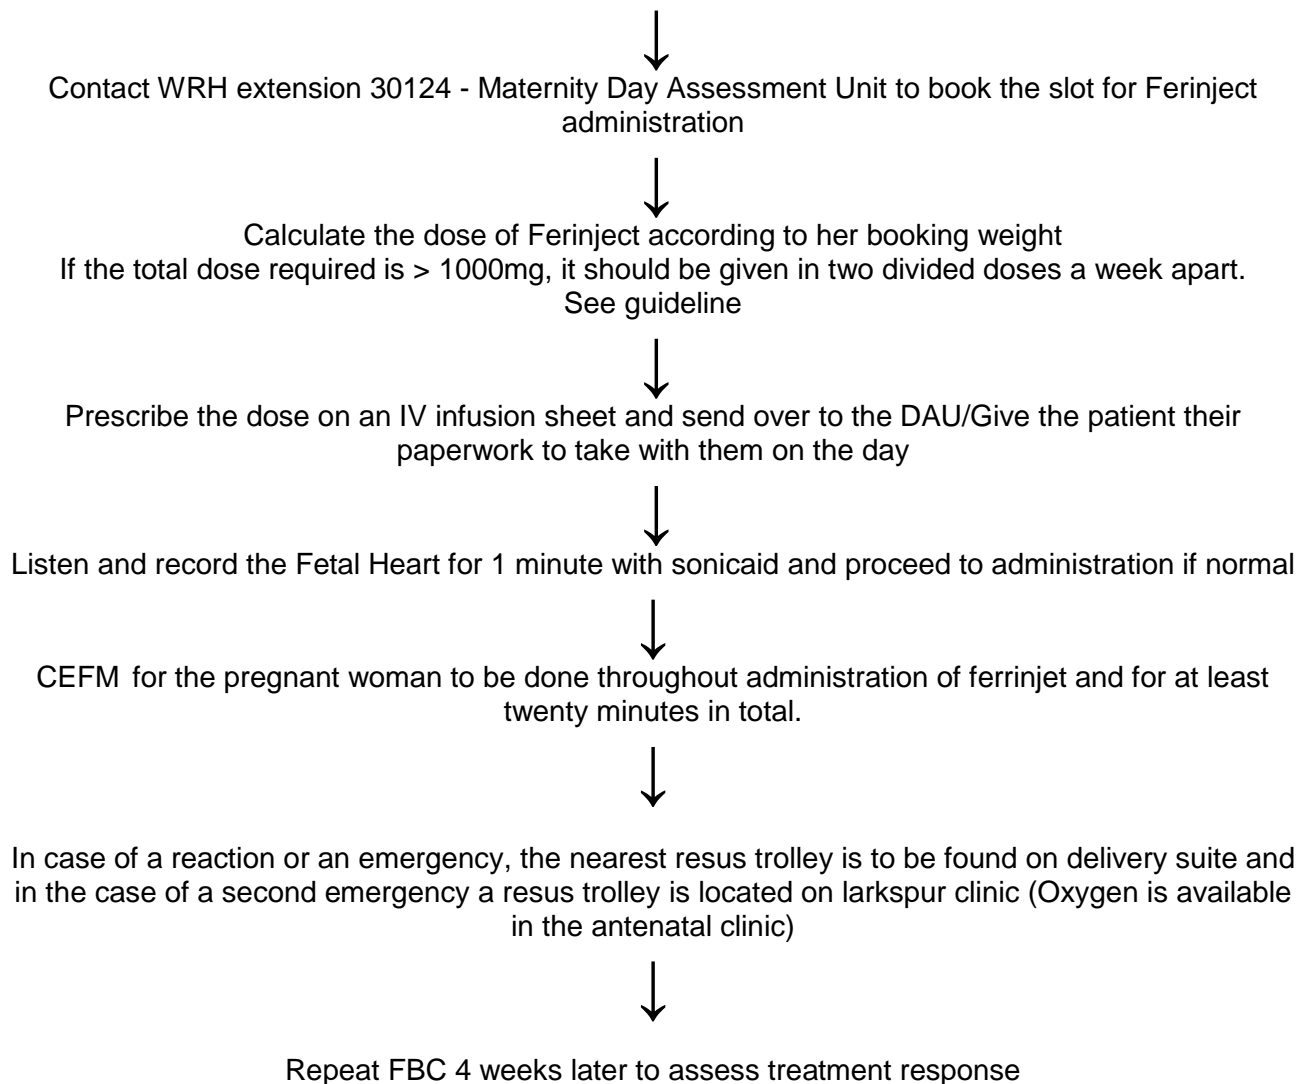 Contact WRH extension 30124 - Maternity Day Assessment Unit to book the slot for Ferinject
administration
Calculate the dose of Ferinject according to her booking weight
If the total dose required is > 1000mg, it should be given in two divided doses a week apart.
See guideline
Prescribe the dose on an IV infusion sheet and send over to the DAU/Give the patient their
paperwork to take with them on the day
Listen and record the Fetal Heart for 1 minute with sonicaid and proceed to administration if normal
CEFM for the pregnant woman to be done throughout administration of ferrinjet and for at least
twenty minutes in total.
In case of a reaction or an emergency, the nearest resus trolley is to be found on delivery suite and
in the case of a second emergency a resus trolley is located on larkspur clinic (Oxygen is available
in the antenatal clinic)
Repeat FBC 4 weeks later to assess treatment response